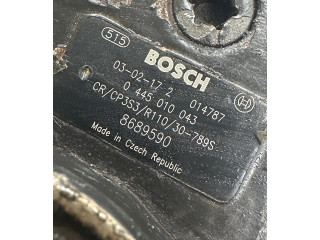 515
BOSCH
03-02-17 2 014787
0 445 010 043
CR/CP3S3/R110/30-789S
8689590
Made in Czech Republic